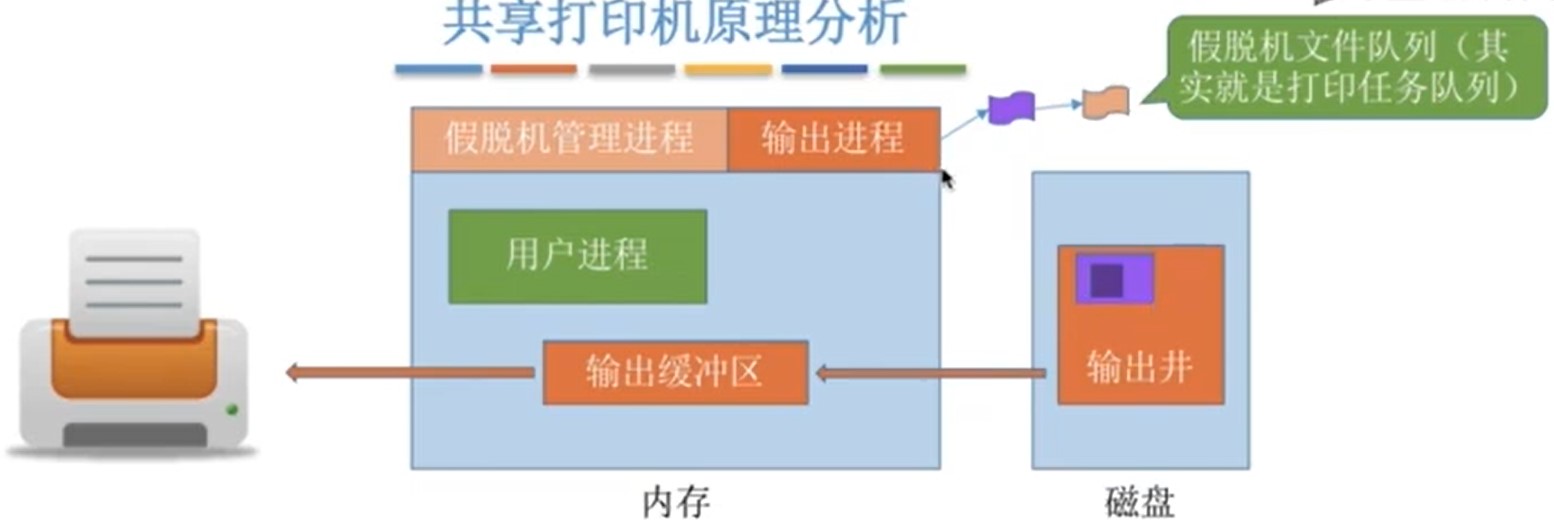 共享打印机原理分析
假脱机文件队列（其
实就是打印任务队列）
假脱机管理进程
输出进程
用户进程
输出缓冲区
输出井
内存
磁盘